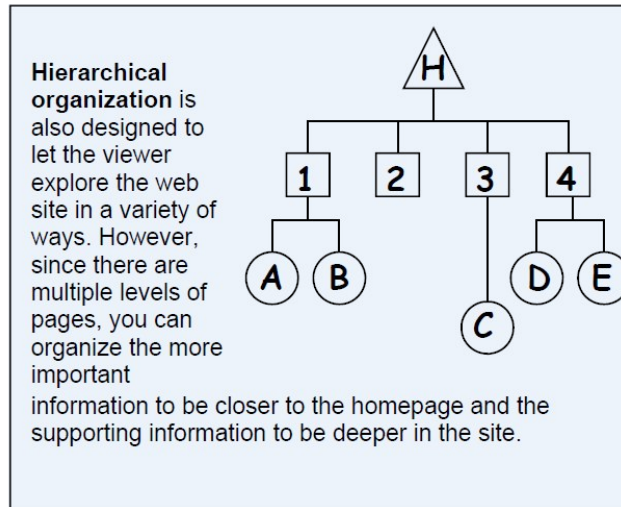 Hierarchical
organization is
also designed to
let the viewer
explore the web
site in a variety of
ways. However,
since there are
multiple levels of
pages, you can
organize the more
important
information to be closer to the homepage and the
supporting information to be deeper in the site.
H
1 2 3 4
A B D E
C